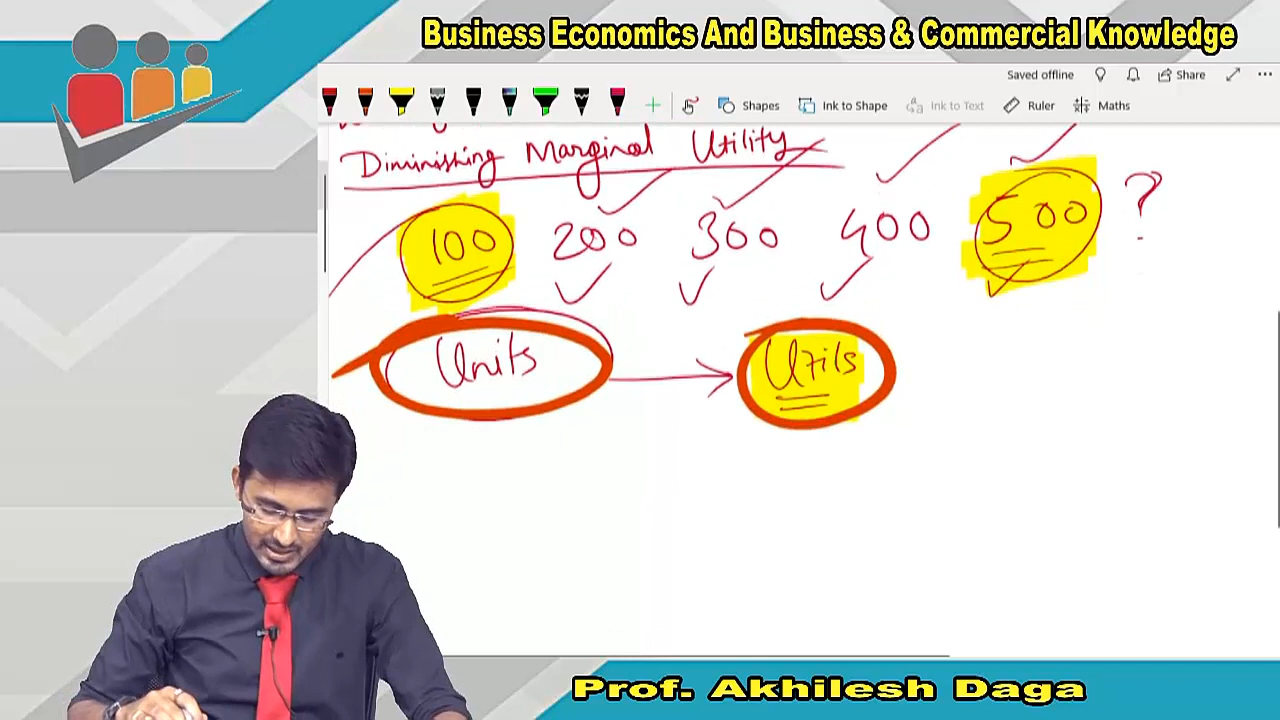 Business Economics And Business & Commercial Knowledge
Saved offline Share
Shapes Ink to Shape Ink to Text Ruler Maths
Diminishing Marginal Utility
100 200 300 400 500 ?
Units Utils
Prof. Akhilesh Daga